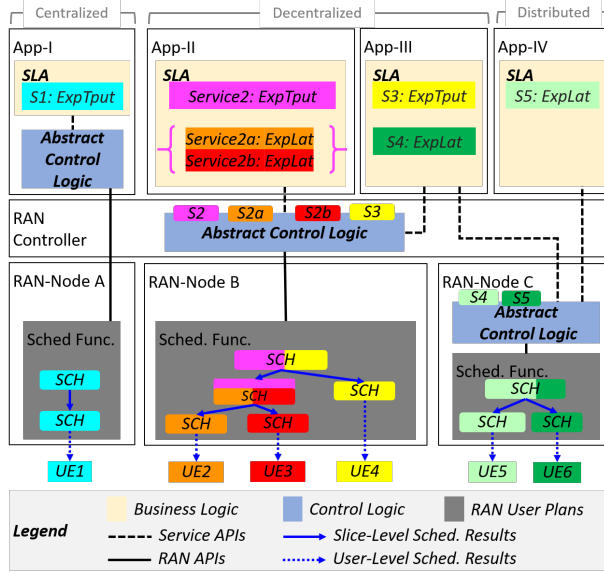 Centralized
Decentralized
Distributed
App-I
App-II
App-III
App-IV
SLA
S1: ExpTput
SLA
Service2: ExpTput
SLA
S3: ExpTput
SLA
S5: ExpLat
Service2a: ExpLat
Service2b: ExpLat
S4: ExpLat
Abstract
Control
Logic
RAN
Controller
S2
S2a
S2b
S3
Abstract Control Logic
RAN-Node A
RAN-Node B
RAN-Node C
S4
S5
Abstract
Control Logic
Sched Func.
SCH
SCH
Sched. Func.
SCH
SCH
SCH
SCH
SCH
Sched. Func.
SCH
SCH
SCH
UE1
UE2
UE3
UE4
UE5
UE6
Legend
Business Logic
Control Logic
RAN User Plans
Service APIs
Slice-Level Sched. Results
RAN APIs
User-Level Sched. Results